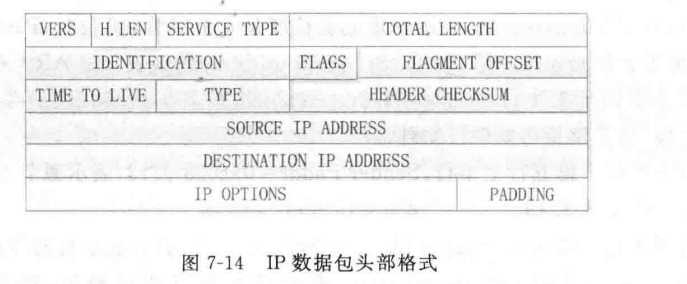 VERS H.LEN SERVICE TYPE TOTAL LENGTH
IDENTIFICATION FLAGS FLAGMENT OFFSET
TIME TO LIVE TYPE HEADER CHECKSUM
SOURCE IP ADDRESS
DESTINATION IP ADDRESS
IP OPTIONS PADDING
图 7-14 IP 数据包头部格式